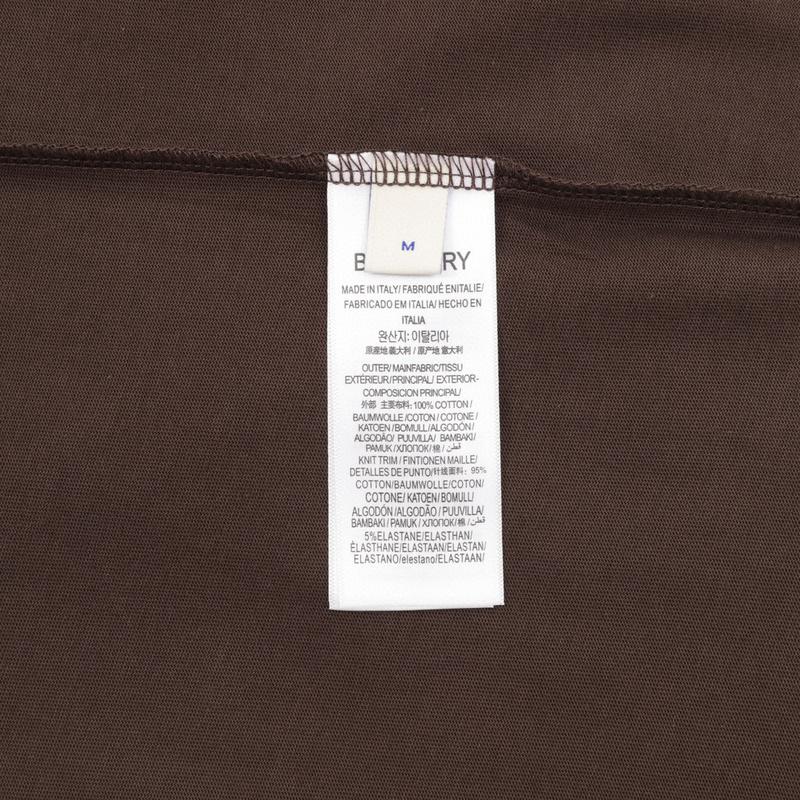 M
B RY
MADE IN ITALY/ FABRIQUÉ ENITALIE/
FABRICADO EM ITALIA/ HECHO EN
ITALIA
완산지: 이탈리아
原産地 義大利 / 原产地 意大利
OUTER/ MAINFABRIC/TISSU
EXTÉRIEUR/PRINCIPAL/ EXTERIOR-
COMPOSICION PRINCIPAL/
外部 主要布料: 100% COTTON /
BAUMWOLLE /COTON / COTONE /
KATOEN / BOMULL/ALGODÓN /
ALGODÃO/ PUUVILLA/ BAMBAKI/
PAMUK /ХЛОПОК/ 棉 / قطن/
KNIT TRIM / FINTIONEN MAILLE/
DETALLES DE PUNTO/针线面料: 95%
COTTON/BAUMWOLLE/COTON/
COTONE/ KATOEN/ BOMULL/
ALGODÓN / ALGODÃO / PUUVILLA/
BAMBAKI / PAMUK / ХЛОПОК/棉 / قطن/
5%ELASTANE/ELASTHAN/
ÉLASTHANE/ELASTAAN/ELASTAN/
ELASTANO/elestano/ELASTAAN/